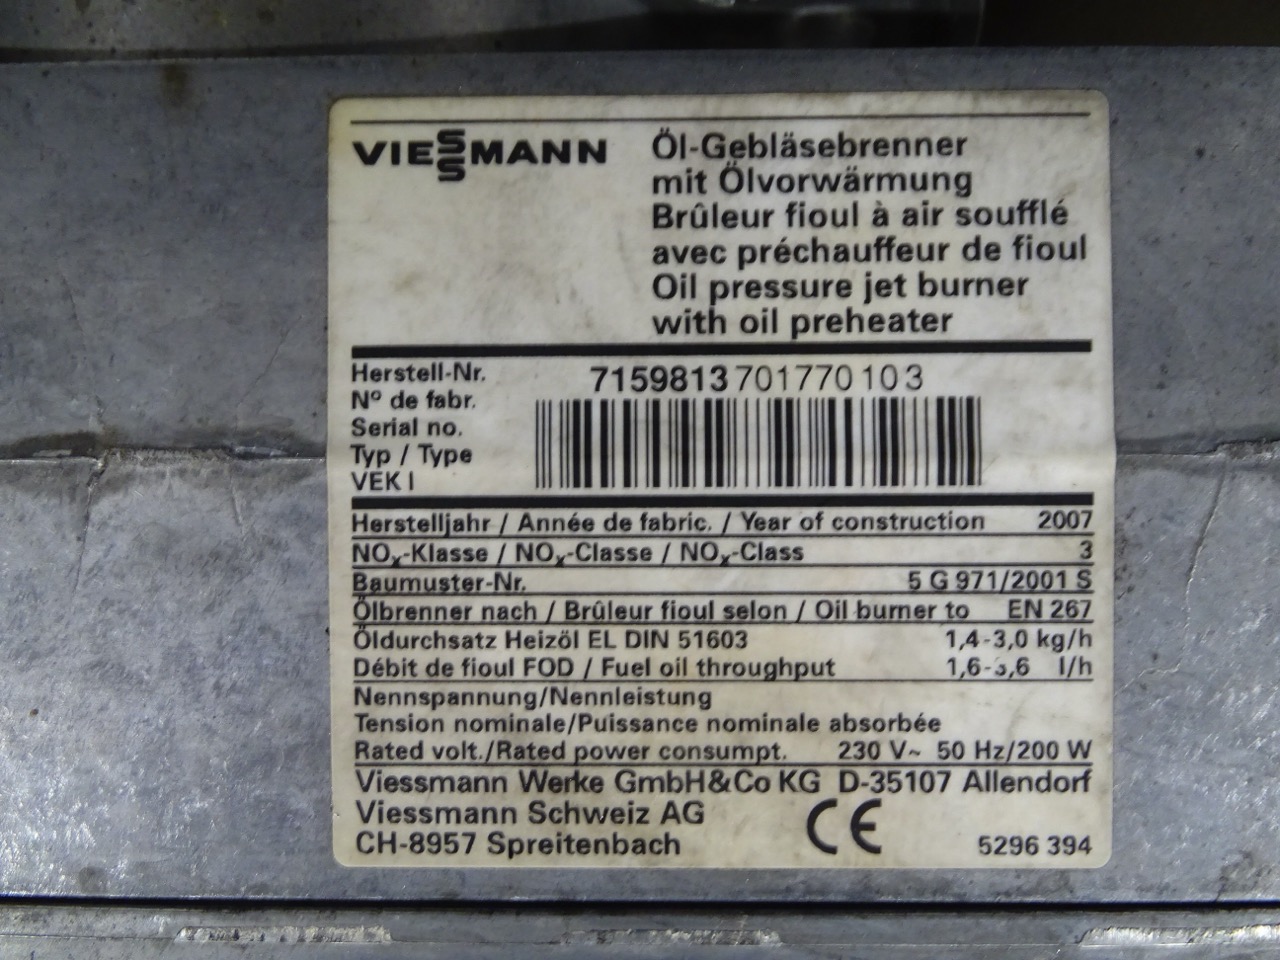 VIESSMANN
Öl-Gebläsebrenner
mit Ölvorwärmung
Brûleur fioul à air soufflé
avec préchauffeur de fioul
Oil pressure jet burner
with oil preheater
Herstell-Nr. 7159813701770103
Nº de fabr.
Serial no.
Typ / Type
VEK I
Herstelljahr / Année de fabric. / Year of construction 2007
NOx-Klasse / NOx-Classe / NOx-Class 3
Baumuster-Nr. 5 G 971/2001 S
Ölbrenner nach / Brûleur fioul selon / Oil burner to EN 267
Öldurchsatz Heizöl EL DIN 51603 1,4-3,0 kg/h
Débit de fioul FOD / Fuel oil throughput 1,6-3,6 l/h
Nennspannung/Nennleistung
Tension nominale/Puissance nominale absorbée
Rated volt./Rated power consumpt. 230 V~ 50 Hz/200 W
Viessmann Werke GmbH&Co KG D-35107 Allendorf
Viessmann Schweiz AG
CH-8957 Spreitenbach CE 5296 394